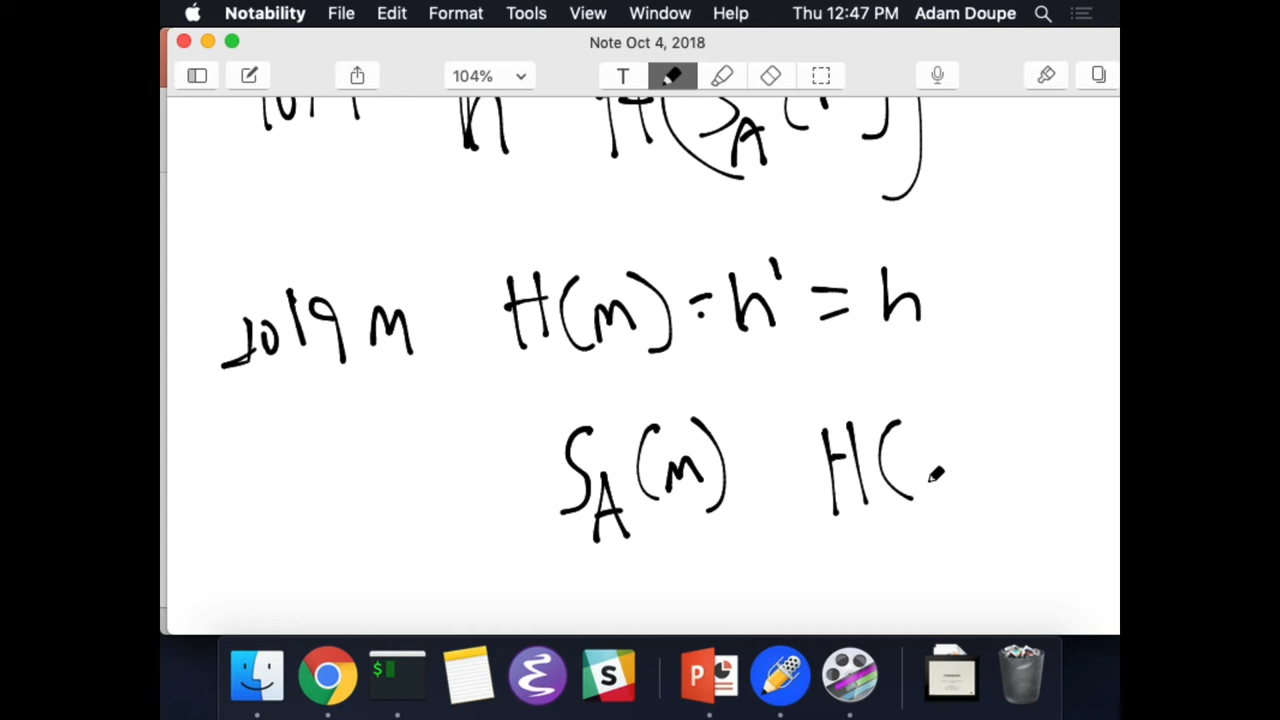 Notability File Edit Format Tools View Window Help Thu 12:47 PM Adam Doupe
Note Oct 4, 2018
104% T
H(S_A(
2019 m H(m) ÷ h' = h
S_A(m) H(
$
S
P